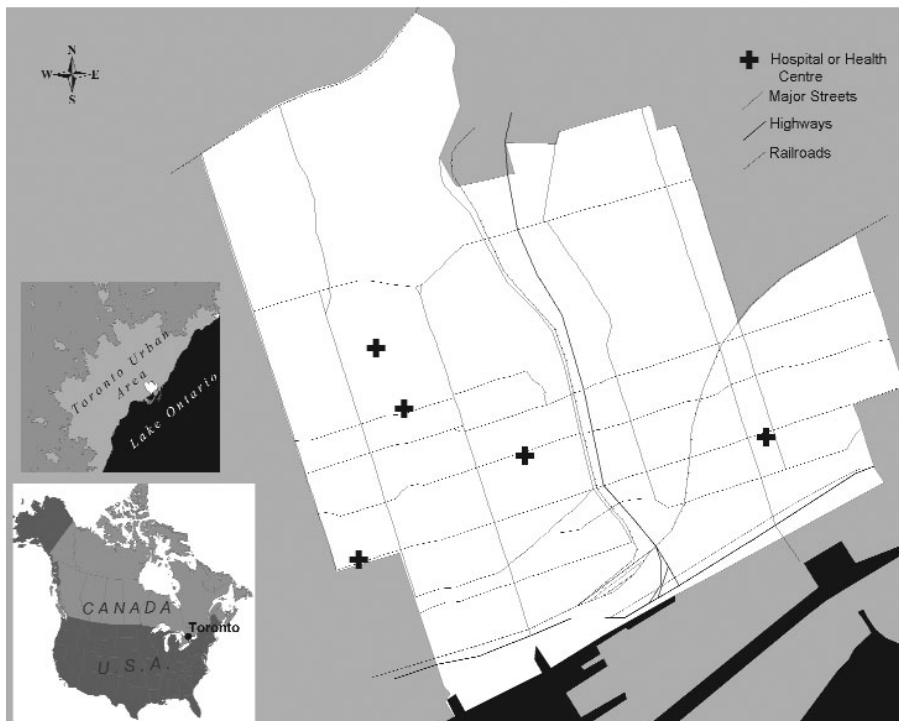 N
W E
S
Hospital or Health
Centre
Major Streets
Highways
Railroads
Toronto Urban
Area
Lake Ontario
CANADA
Toronto
U.S.A.